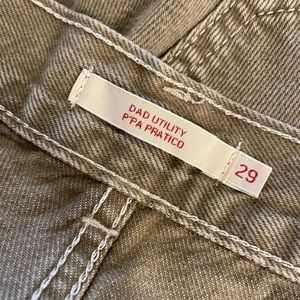 DAD UTILITY
P'PA PRATICO
29